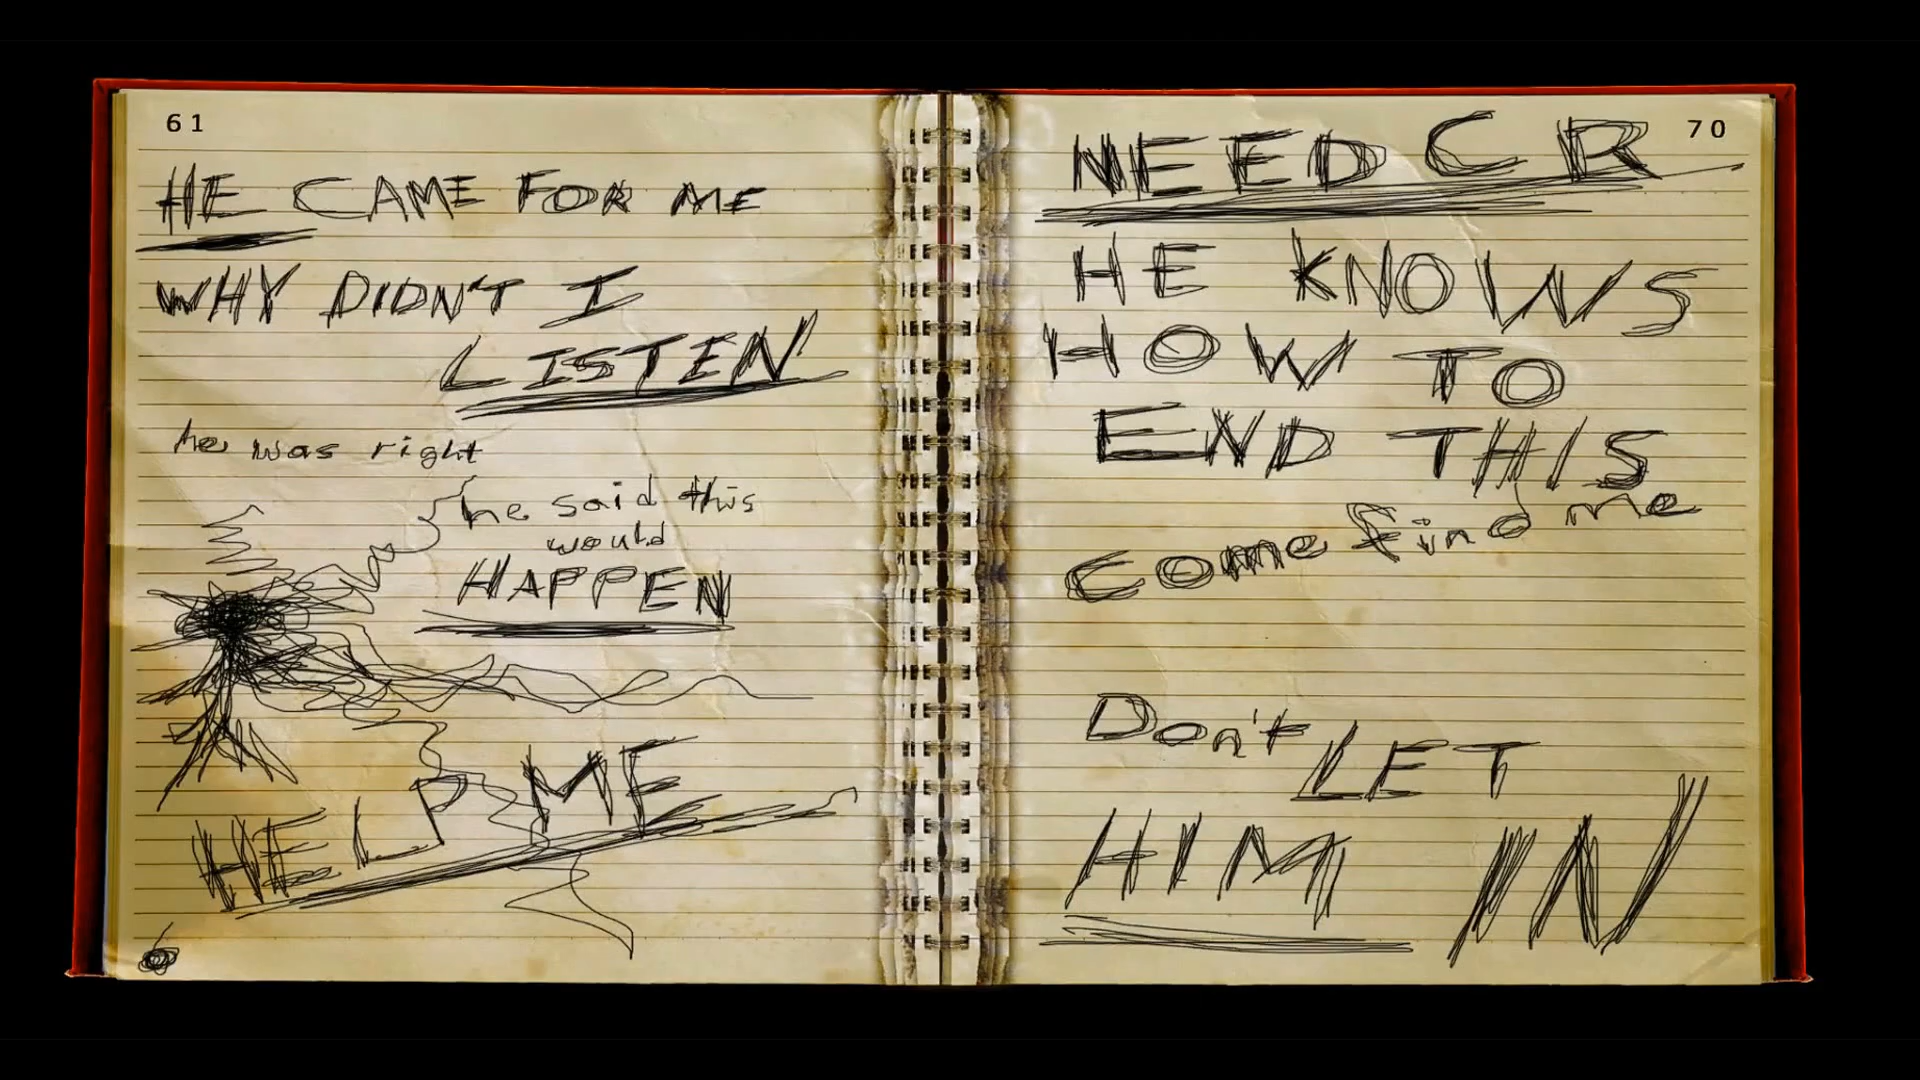 61
HE CAME FOR ME
WHY DIDN'T I
LISTEN
he was right
he said this
would
HAPPEN
HELP ME
70
NEED CR
HE KNOWS
HOW TO
END THIS
come find me
Don't LET
HIM IN